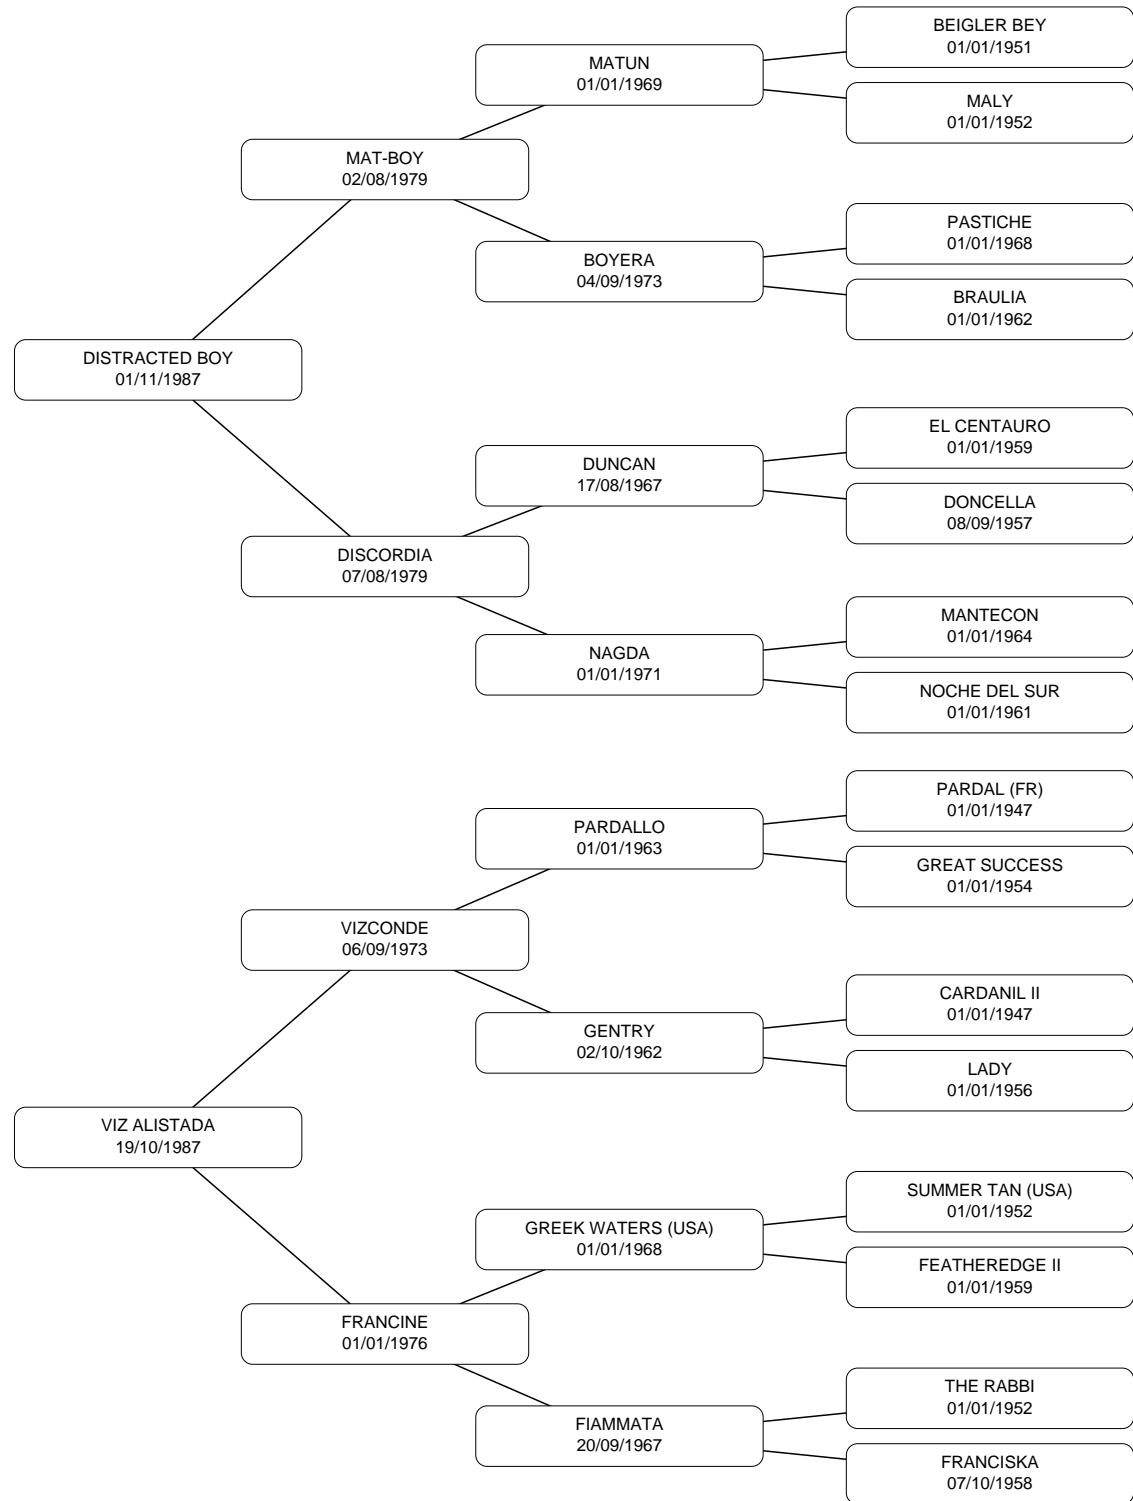 BEIGLER BEY
01/01/1951
MATUN
01/01/1969
MALY
01/01/1952
MAT-BOY
02/08/1979
PASTICHE
01/01/1968
BOYERA
04/09/1973
BRAULIA
01/01/1962
DISTRACTED BOY
01/11/1987
EL CENTAURO
01/01/1959
DUNCAN
17/08/1967
DONCELLA
08/09/1957
DISCORDIA
07/08/1979
MANTECON
01/01/1964
NAGDA
01/01/1971
NOCHE DEL SUR
01/01/1961
PARDAL (FR)
01/01/1947
PARDALLO
01/01/1963
GREAT SUCCESS
01/01/1954
VIZCONDE
06/09/1973
CARDANIL II
01/01/1947
GENTRY
02/10/1962
LADY
01/01/1956
VIZ ALISTADA
19/10/1987
SUMMER TAN (USA)
01/01/1952
GREEK WATERS (USA)
01/01/1968
FEATHEREDGE II
01/01/1959
FRANCINE
01/01/1976
THE RABBI
01/01/1952
FIAMMATA
20/09/1967
FRANCISKA
07/10/1958